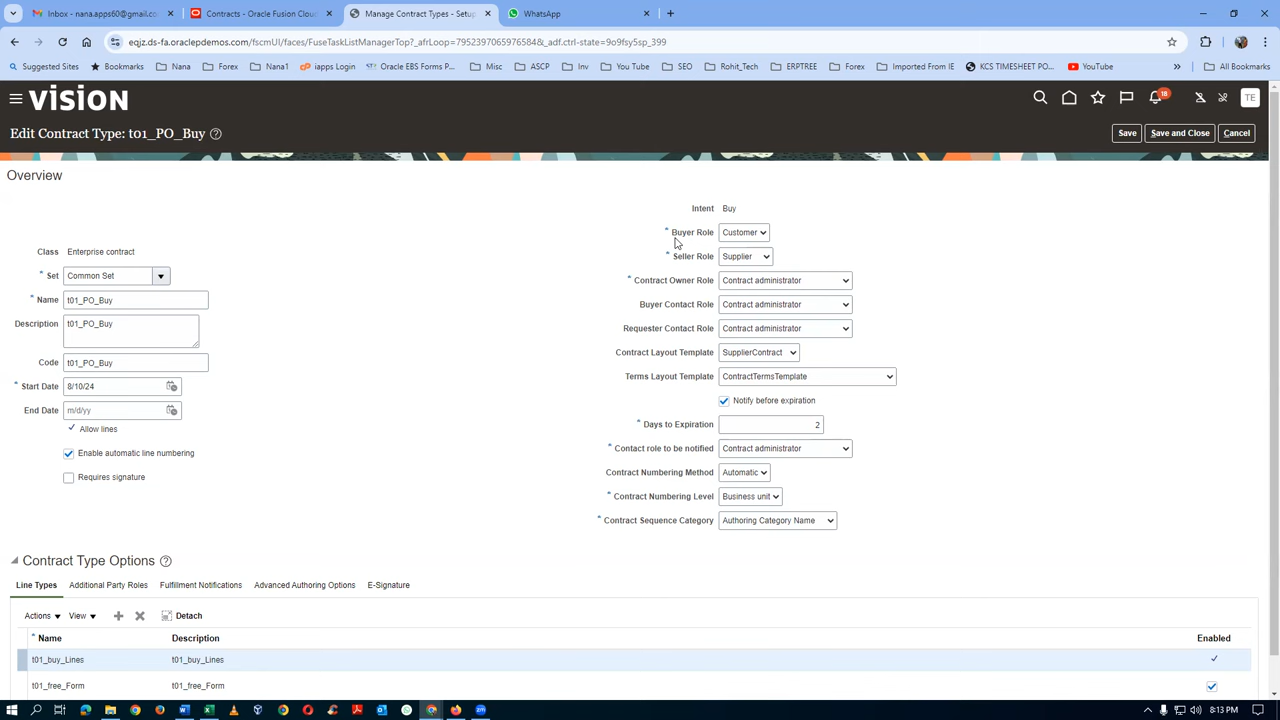 Inbox - nana.apps60@gmail.com
Contracts - Oracle Fusion Cloud
Manage Contract Types - Setup
WhatsApp
eqjz.ds-fa.oraclepdemos.com/fscmUI/faces/FuseTaskListManagerTop?_afrLoop=79523970659765848&_adf.ctrl-state=9o9fsy5sp_399
Suggested Sites
Bookmarks
Nana
Forex
Nana1
iapps Login
Oracle EBS Forms P...
Misc
ASCP
Inv
You Tube
SEO
Rohit_Tech
ERPTREE
Forex
Imported From IE
KCS TIMESHEET PO...
YouTube
All Bookmarks
VISION
18
TE
Edit Contract Type: t01_PO_Buy
Save
Save and Close
Cancel
Overview
Class Enterprise contract
* Set Common Set
* Name t01_PO_Buy
Description t01_PO_Buy
Code t01_PO_Buy
* Start Date 8/10/24
End Date m/d/yy
Allow lines
Enable automatic line numbering
Requires signature
Intent Buy
* Buyer Role Customer
* Seller Role Supplier
* Contract Owner Role Contract administrator
Buyer Contact Role Contract administrator
Requester Contact Role Contract administrator
Contract Layout Template SupplierContract
Terms Layout Template ContractTermsTemplate
Notify before expiration
* Days to Expiration 2
* Contact role to be notified Contract administrator
Contract Numbering Method Automatic
* Contract Numbering Level Business unit
* Contract Sequence Category Authoring Category Name
Contract Type Options
Line Types
Additional Party Roles
Fulfillment Notifications
Advanced Authoring Options
E-Signature
Actions
View
Detach
* Name Description Enabled
t01_buy_Lines t01_buy_Lines
t01_free_Form t01_free_Form
8:13 PM